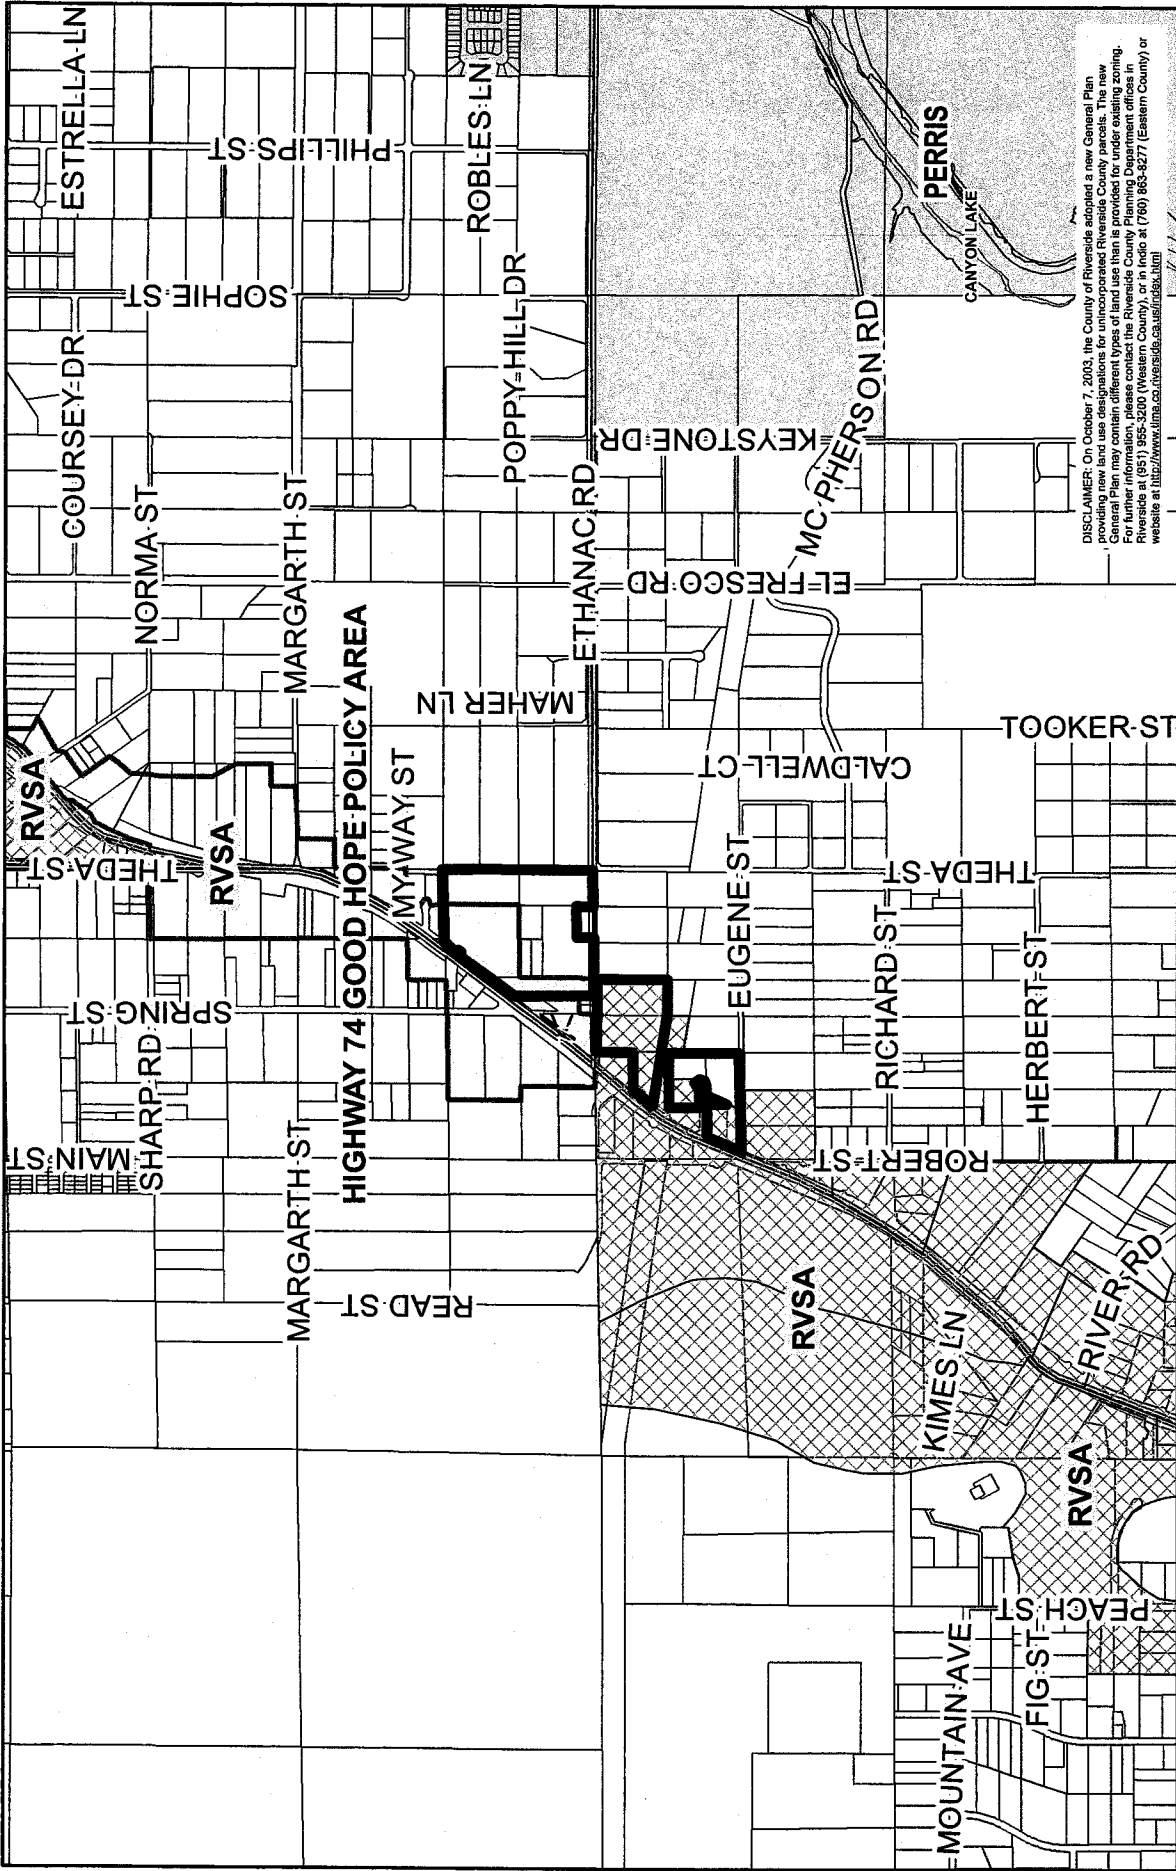 MAIN ST
COURSEY DR
ESTRELLA LN
RVSA
THEDA ST
SHARP RD
SPRING ST
NORMA ST
SOPHIE ST
PHILLIPS ST
RVSA
MARGARTH ST
MARGARTH ST
HIGHWAY 74 GOOD HOPE POLICY AREA
READ ST
MY WAY ST
MAHER LN
ROBLES LN
POPPY HILL DR
ETHANAC RD
KEYSTONE DR
EL FRESCO RD
EUGENE ST
CALDWELL CT
RVSA
MC PHERSON RD
ROBERT ST
RICHARD ST
THEDA ST
PERRIS
CANYON LAKE
MOUNTAIN AVE
KIMES LN
FIG ST
PEACH ST
HERBERT ST
TOOKER ST
RVSA
RIVER RD
DISCLAIMER: On October 7, 2003, the County of Riverside adopted a new General Plan
providing new land use designations for unincorporated Riverside County parcels. The new
General Plan may contain different types of land use than is provided for under existing zoning.
For further information, please contact the Riverside County Planning Department offices in
Riverside at (951) 955-3200 (Western County), or in Indio at (760) 863-8277 (Eastern County) or
website at http://www.tlma.co.riverside.ca.us/index.html